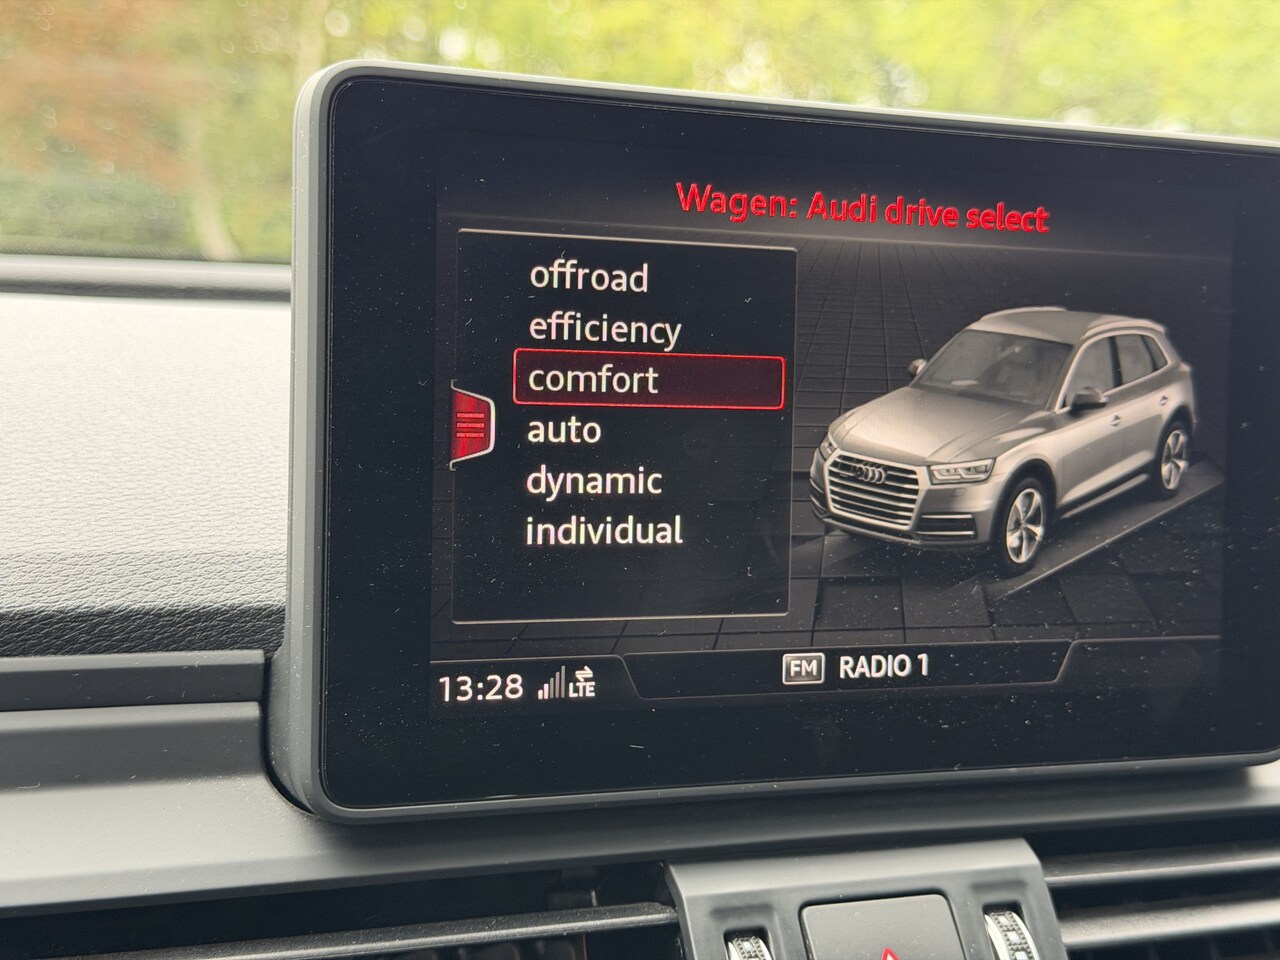 Wagen: Audi drive select
offroad
efficiency
comfort
auto
dynamic
individual
13:28 LTE FM RADIO 1